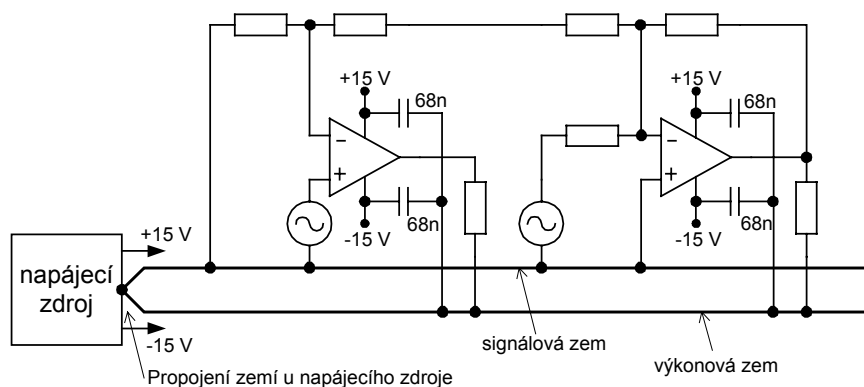 +15 V
68n
+15 V
68n
−
+
−
+
68n
-15 V
68n
-15 V
+15 V
napájecí
zdroj
-15 V
signálová zem
výkonová zem
Propojení zemí u napájecího zdroje